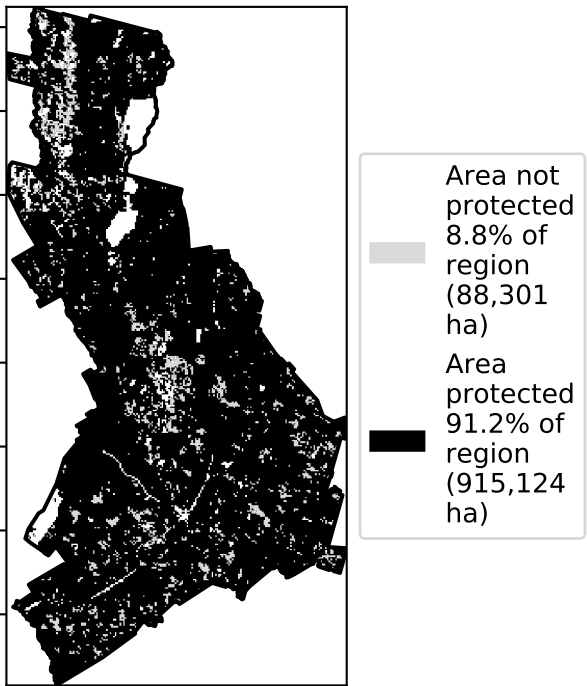 Area not
protected
8.8% of
region
(88,301
ha)
Area
protected
91.2% of
region
(915,124
ha)